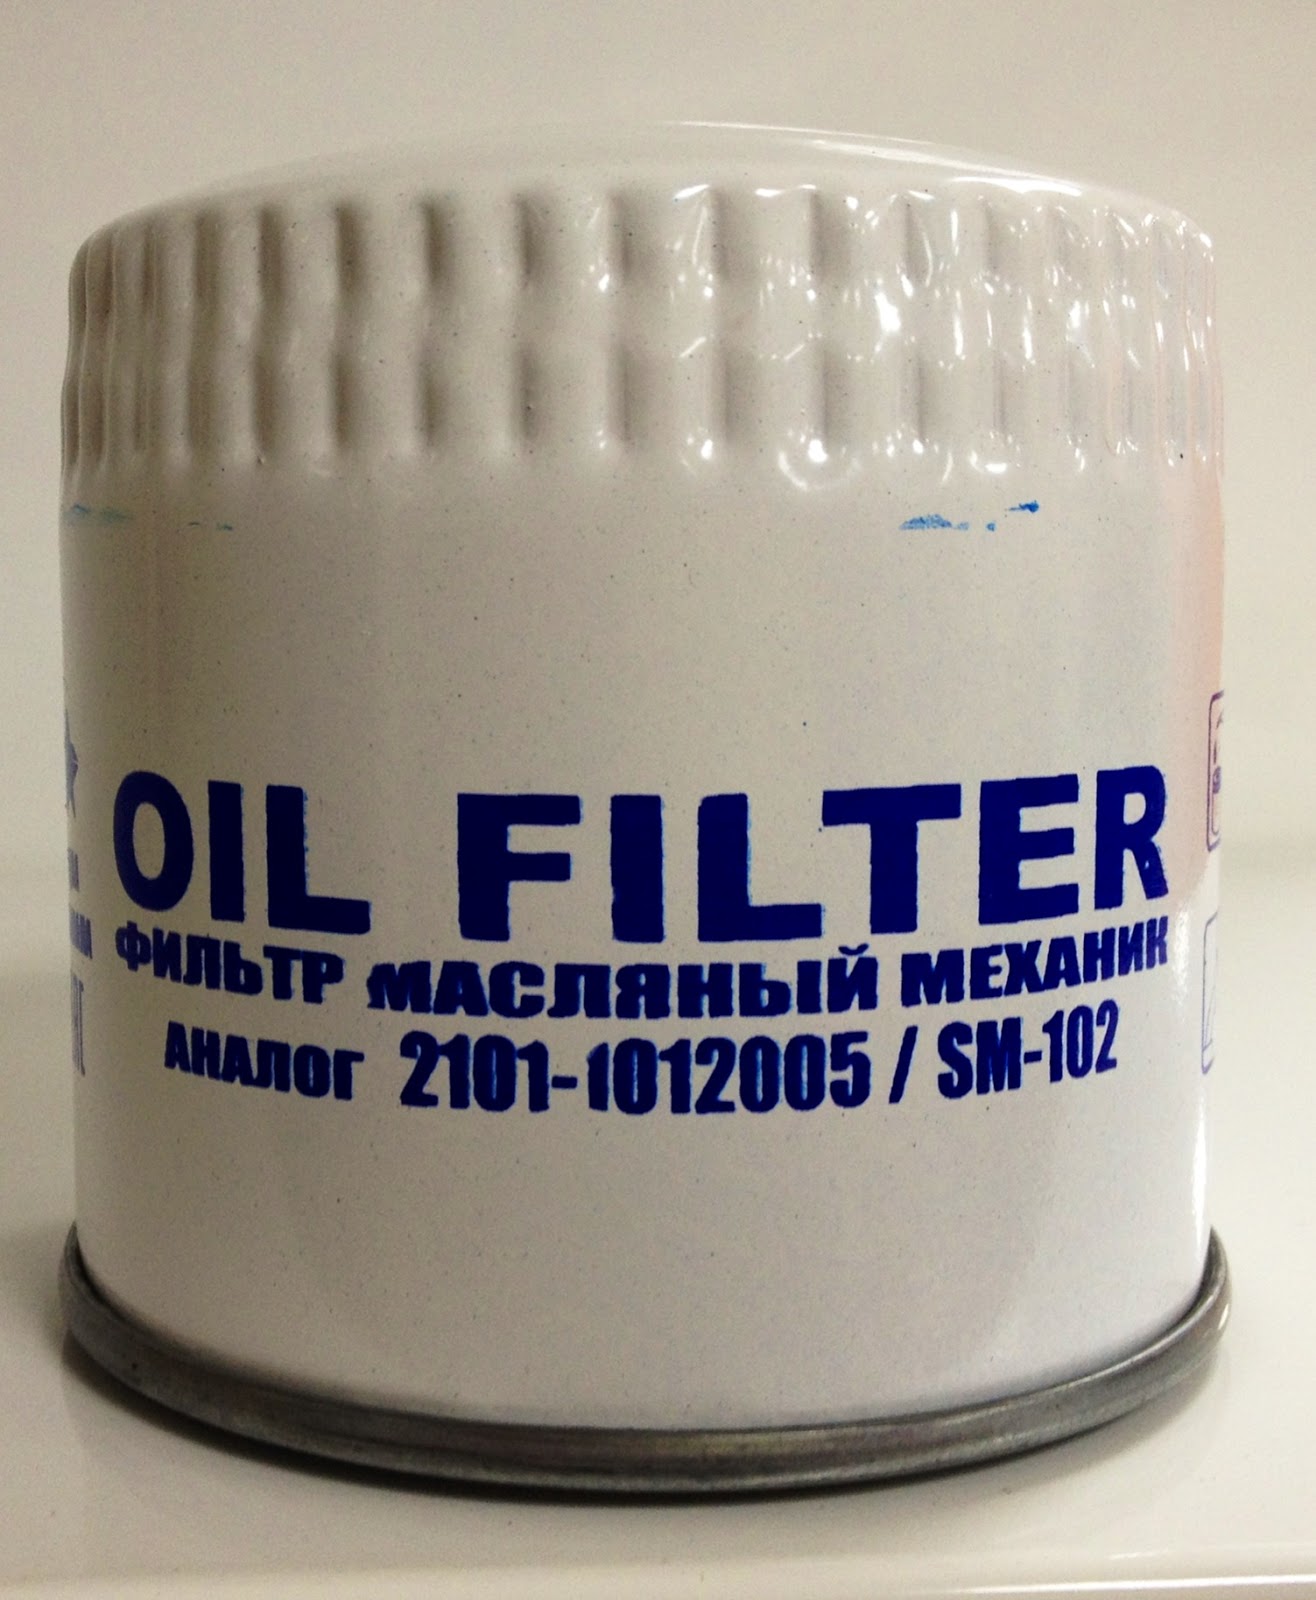 OIL FILTER
ФИЛЬТР МАСЛЯНЫЙ МЕХАНИК
АНАЛОГ 2101-1012005 / SM-102